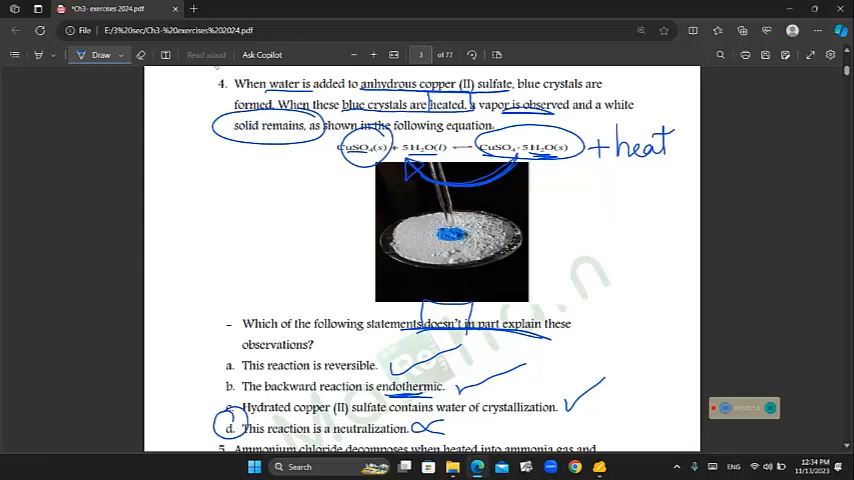 *Ch3- exercises 2024.pdf
File
E:/3%20sec/Ch3-%20exercises%202024.pdf
Draw
Read aloud
Ask Copilot
3 of 77
4. When water is added to anhydrous copper (II) sulfate, blue crystals are
formed. When these blue crystals are heated, a vapor is observed and a white
solid remains, as shown in the following equation.
CuSO4(s) + 5H2O(l) CuSO4·5H2O(s) + heat
- Which of the following statements doesn't in part explain these
observations?
a. This reaction is reversible.
b. The backward reaction is endothermic.
c. Hydrated copper (II) sulfate contains water of crystallization.
d. This reaction is a neutralization.
5. Ammonium chloride decomposes when heated into ammonia gas and
Search
ENG
12:34 PM
11/13/2023